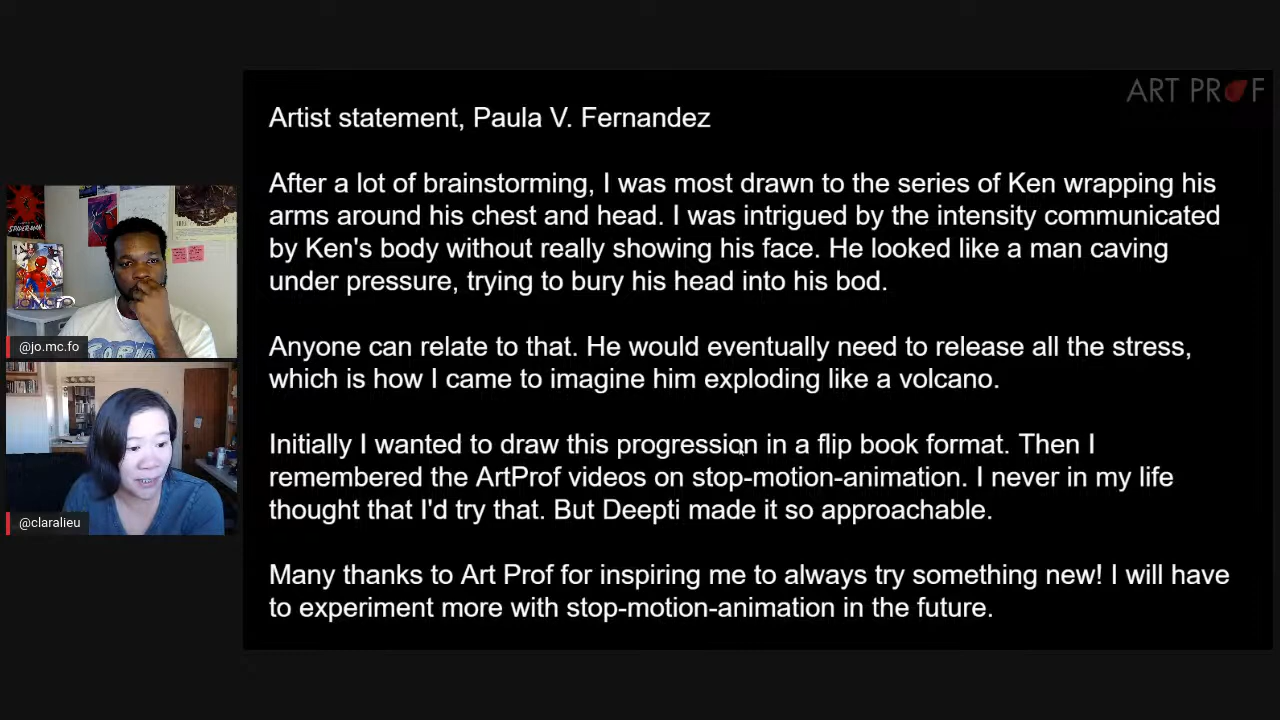 ART PROF
Artist statement, Paula V. Fernandez
After a lot of brainstorming, I was most drawn to the series of Ken wrapping his
arms around his chest and head. I was intrigued by the intensity communicated
by Ken's body without really showing his face. He looked like a man caving
under pressure, trying to bury his head into his bod.
Anyone can relate to that. He would eventually need to release all the stress,
which is how I came to imagine him exploding like a volcano.
Initially I wanted to draw this progression in a flip book format. Then I
remembered the ArtProf videos on stop-motion-animation. I never in my life
thought that I'd try that. But Deepti made it so approachable.
Many thanks to Art Prof for inspiring me to always try something new! I will have
to experiment more with stop-motion-animation in the future.
SPIDER-MAN
JOMCFO
@jo.mc.fo
@claralieu